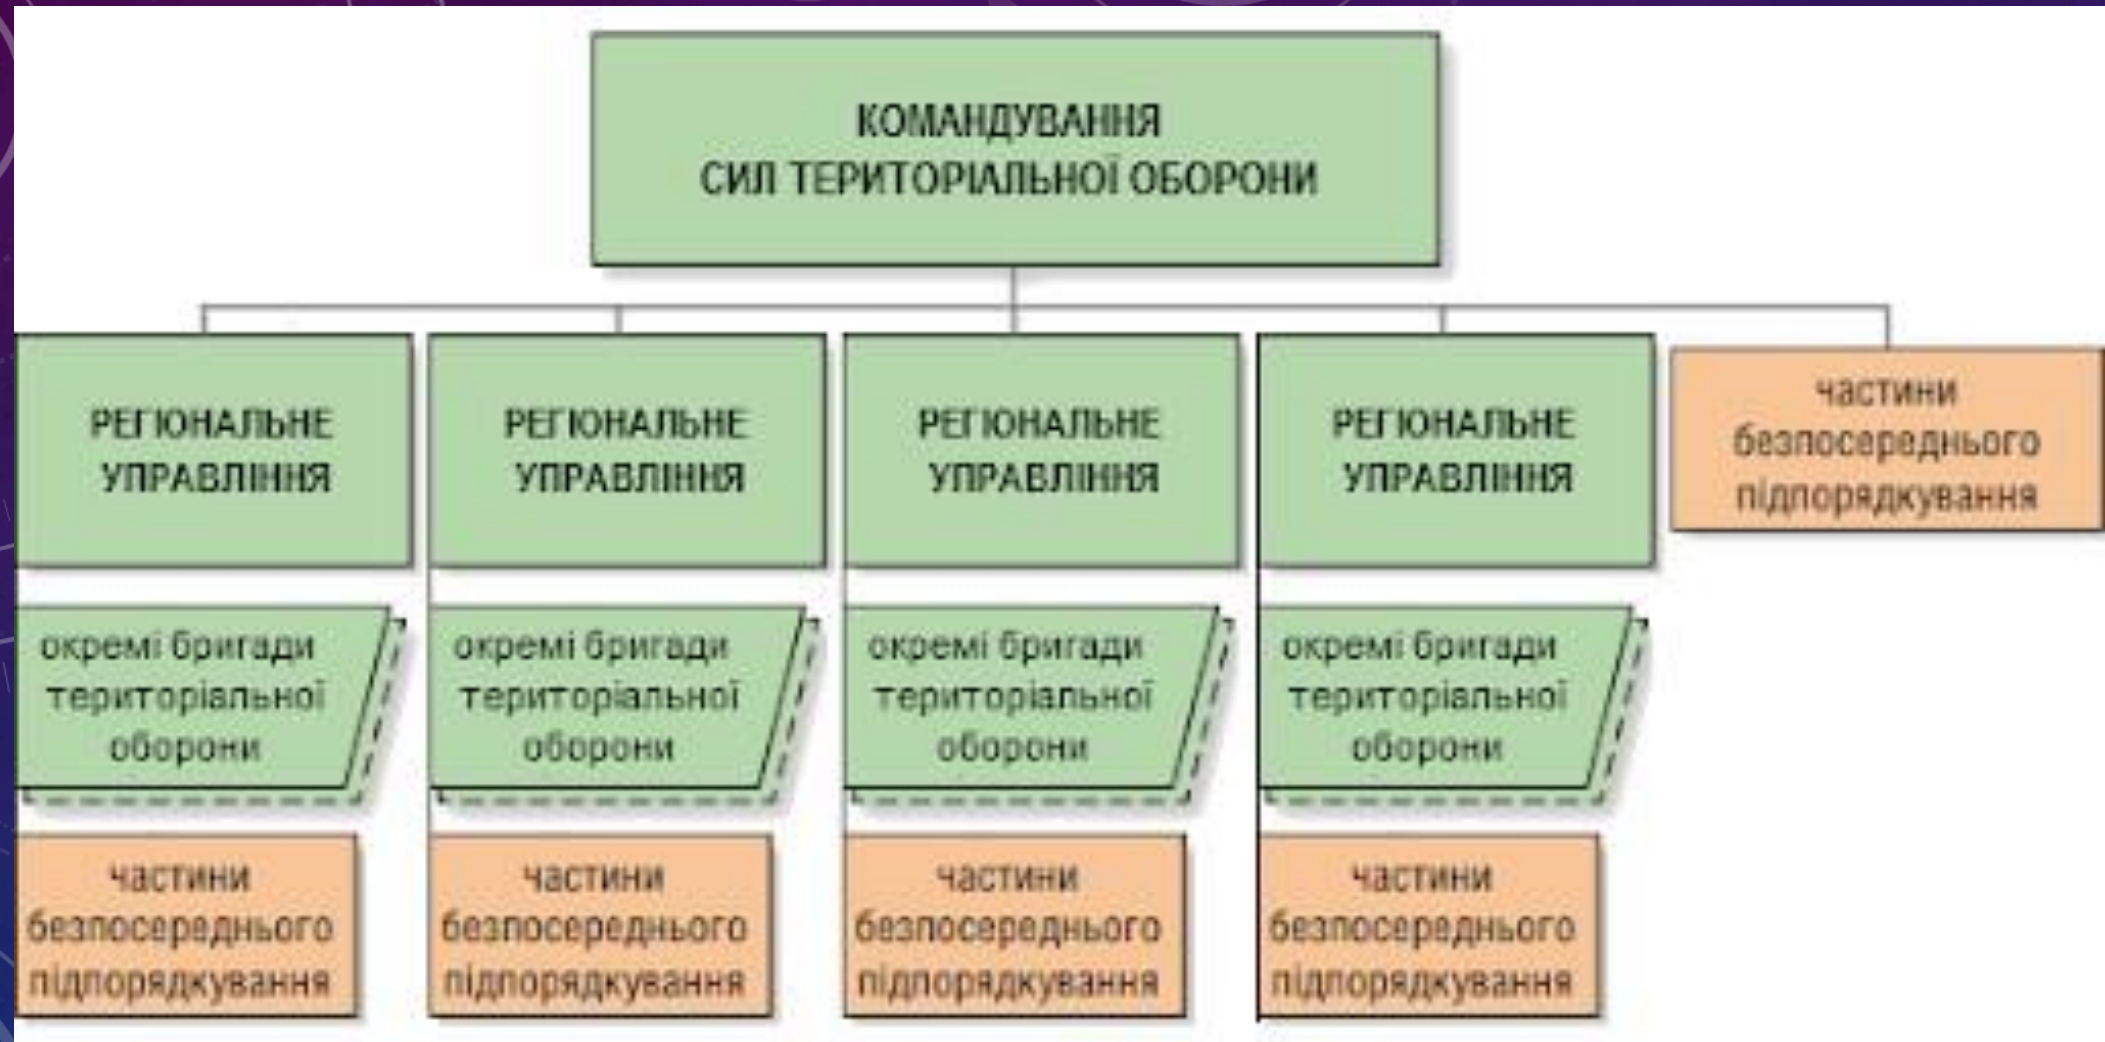 КОМАНДУВАННЯ
СИЛ ТЕРИТОРІАЛЬНОЇ ОБОРОНИ
РЕГІОНАЛЬНЕ
УПРАВЛІННЯ
РЕГІОНАЛЬНЕ
УПРАВЛІННЯ
РЕГІОНАЛЬНЕ
УПРАВЛІННЯ
РЕГІОНАЛЬНЕ
УПРАВЛІННЯ
частини
безпосереднього
підпорядкування
окремі бригади
територіальної
оборони
окремі бригади
територіальної
оборони
окремі бригади
територіальної
оборони
окремі бригади
територіальної
оборони
частини
безпосереднього
підпорядкування
частини
безпосереднього
підпорядкування
частини
безпосереднього
підпорядкування
частини
безпосереднього
підпорядкування